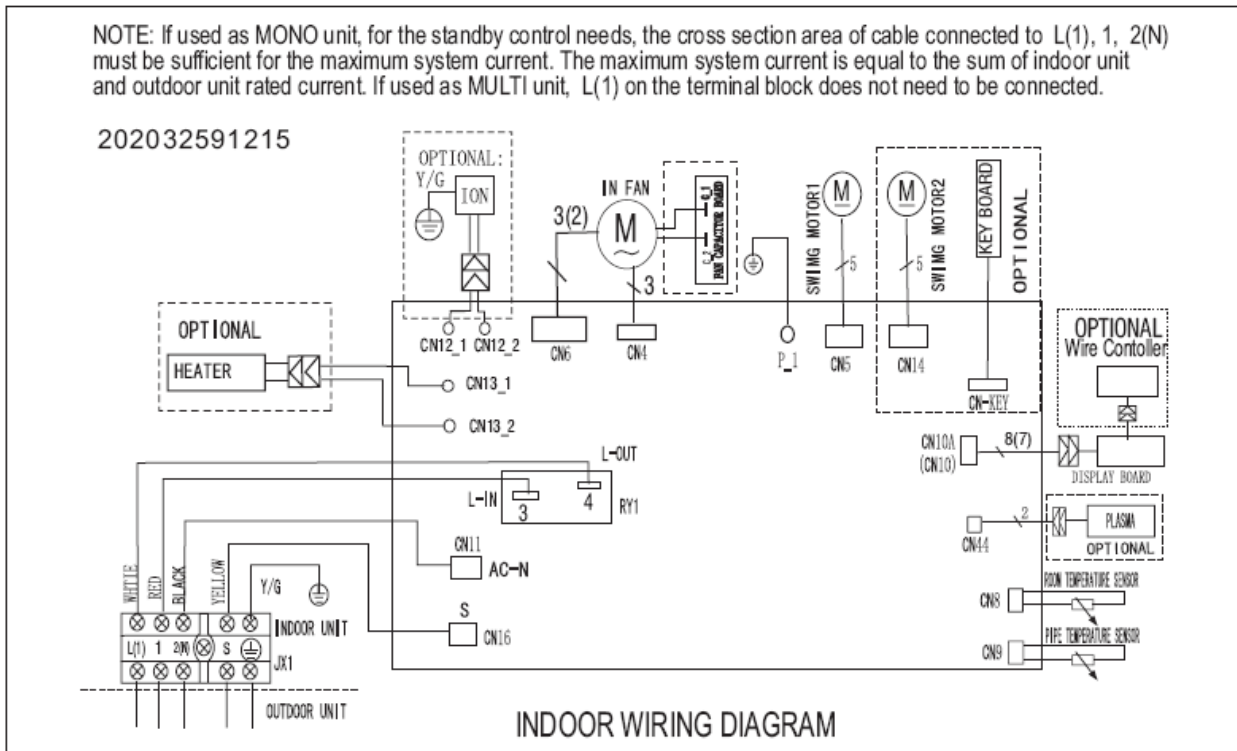 NOTE: If used as MONO unit, for the standby control needs, the cross section area of cable connected to L(1), 1, 2(N)
must be sufficient for the maximum system current. The maximum system current is equal to the sum of indoor unit
and outdoor unit rated current. If used as MULTI unit, L(1) on the terminal block does not need to be connected.
202032591215
OPTIONAL:
Y/G
ION
CN12_1 CN12_2
IN FAN
M
3(2)
3
CN6
CN4
C_1
C_2
FAN CAPACITOR BOARD
P_1
SWIMG MOTOR1
M
5
CN5
SWIMG MOTOR2
M
5
CN14
KEY BOARD
OPTIONAL
CN-KEY
OPTIONAL
HEATER
CN13_1
CN13_2
OPTIONAL
Wire Contoller
CN10A
(CN10)
8(7)
DISPLAY BOARD
L-OUT
L-IN
3
4
RY1
CN44
2
PLASMA
OPTIONAL
CN11
AC-N
S
CN16
CN8
ROOM TEMPERATURE SENSOR
CN9
PIPE TEMPERATURE SENSOR
WHTIE
RED
BLACK
YELLOW
Y/G
INDOOR UNIT
L(1) 1 2(N) S
JX1
OUTDOOR UNIT
INDOOR WIRING DIAGRAM